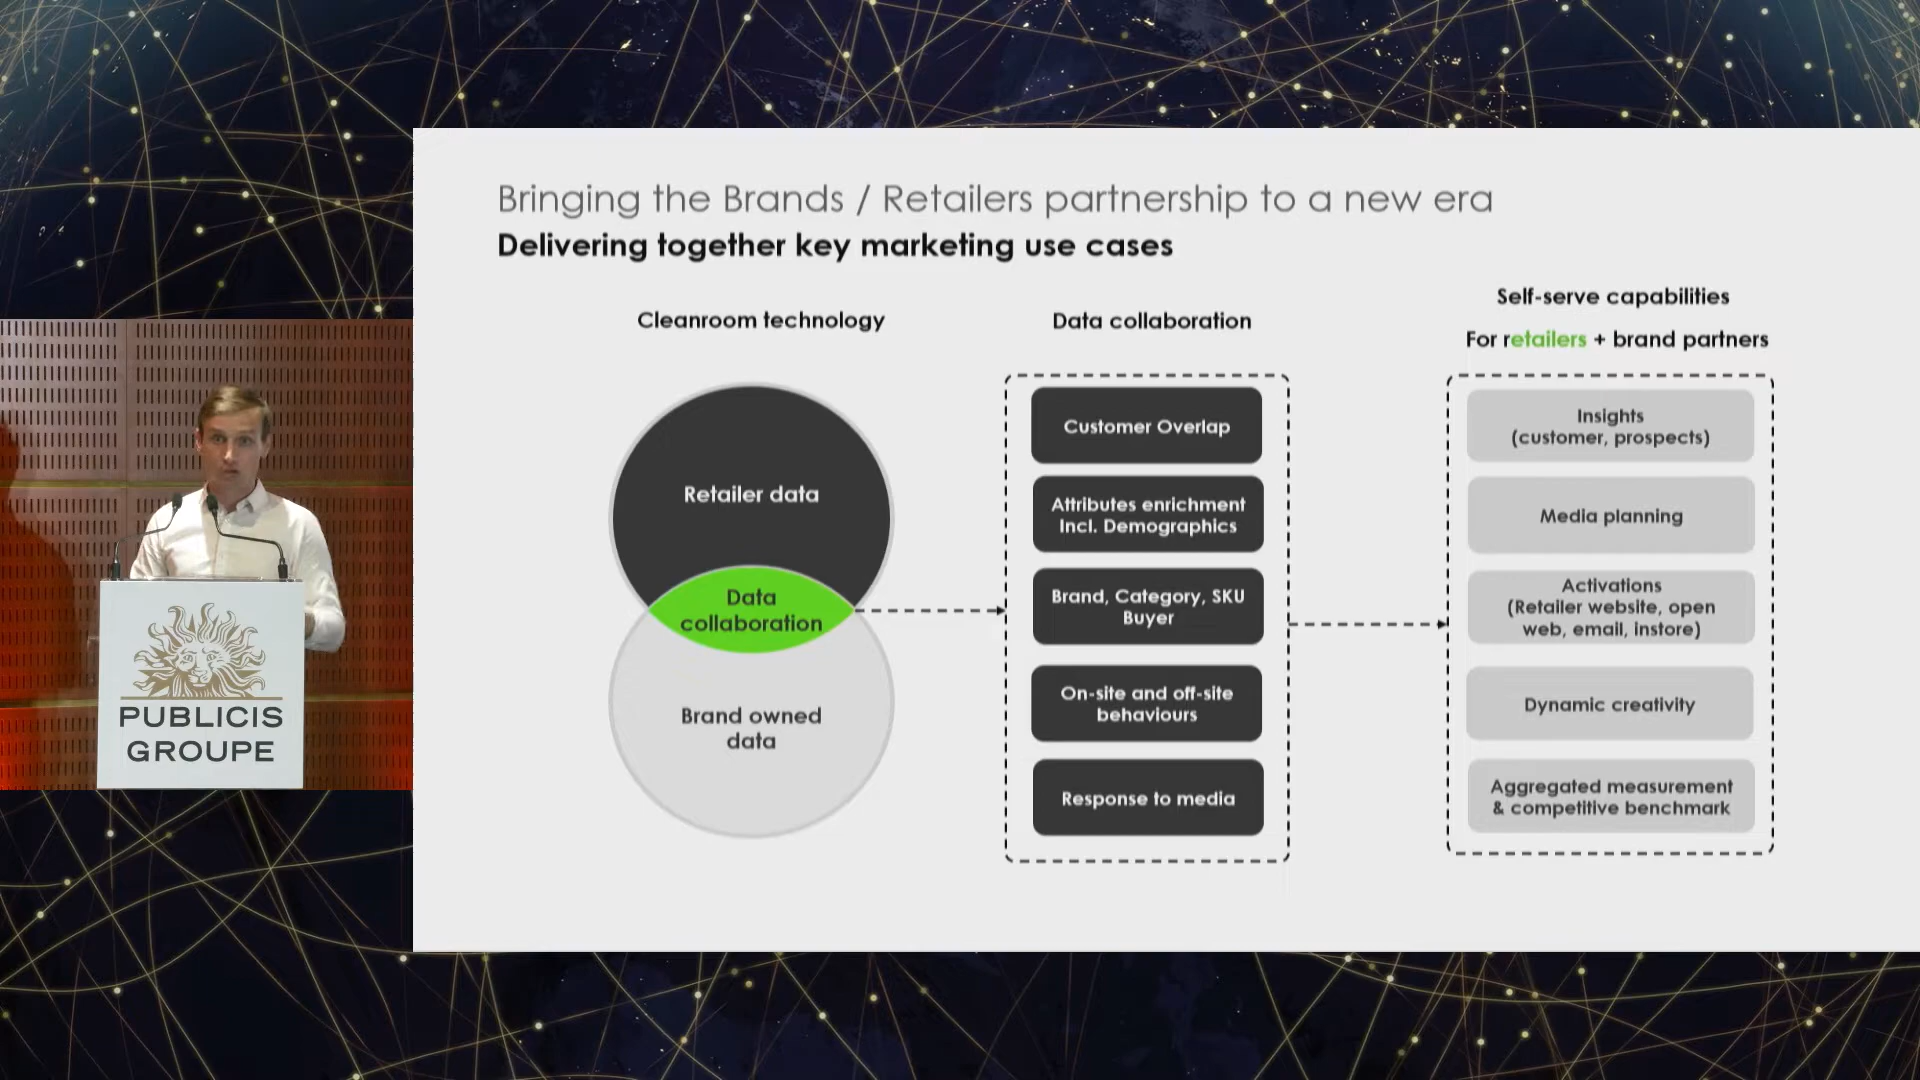 Bringing the Brands / Retailers partnership to a new era
Delivering together key marketing use cases
Cleanroom technology
Retailer data
Data
collaboration
Brand owned
data
Data collaboration
Customer Overlap
Attributes enrichment
Incl. Demographics
Brand, Category, SKU
Buyer
On-site and off-site
behaviours
Response to media
Self-serve capabilities
For retailers + brand partners
Insights
(customer, prospects)
Media planning
Activations
(Retailer website, open
web, email, instore)
Dynamic creativity
Aggregated measurement
& competitive benchmark
PUBLICIS
GROUPE